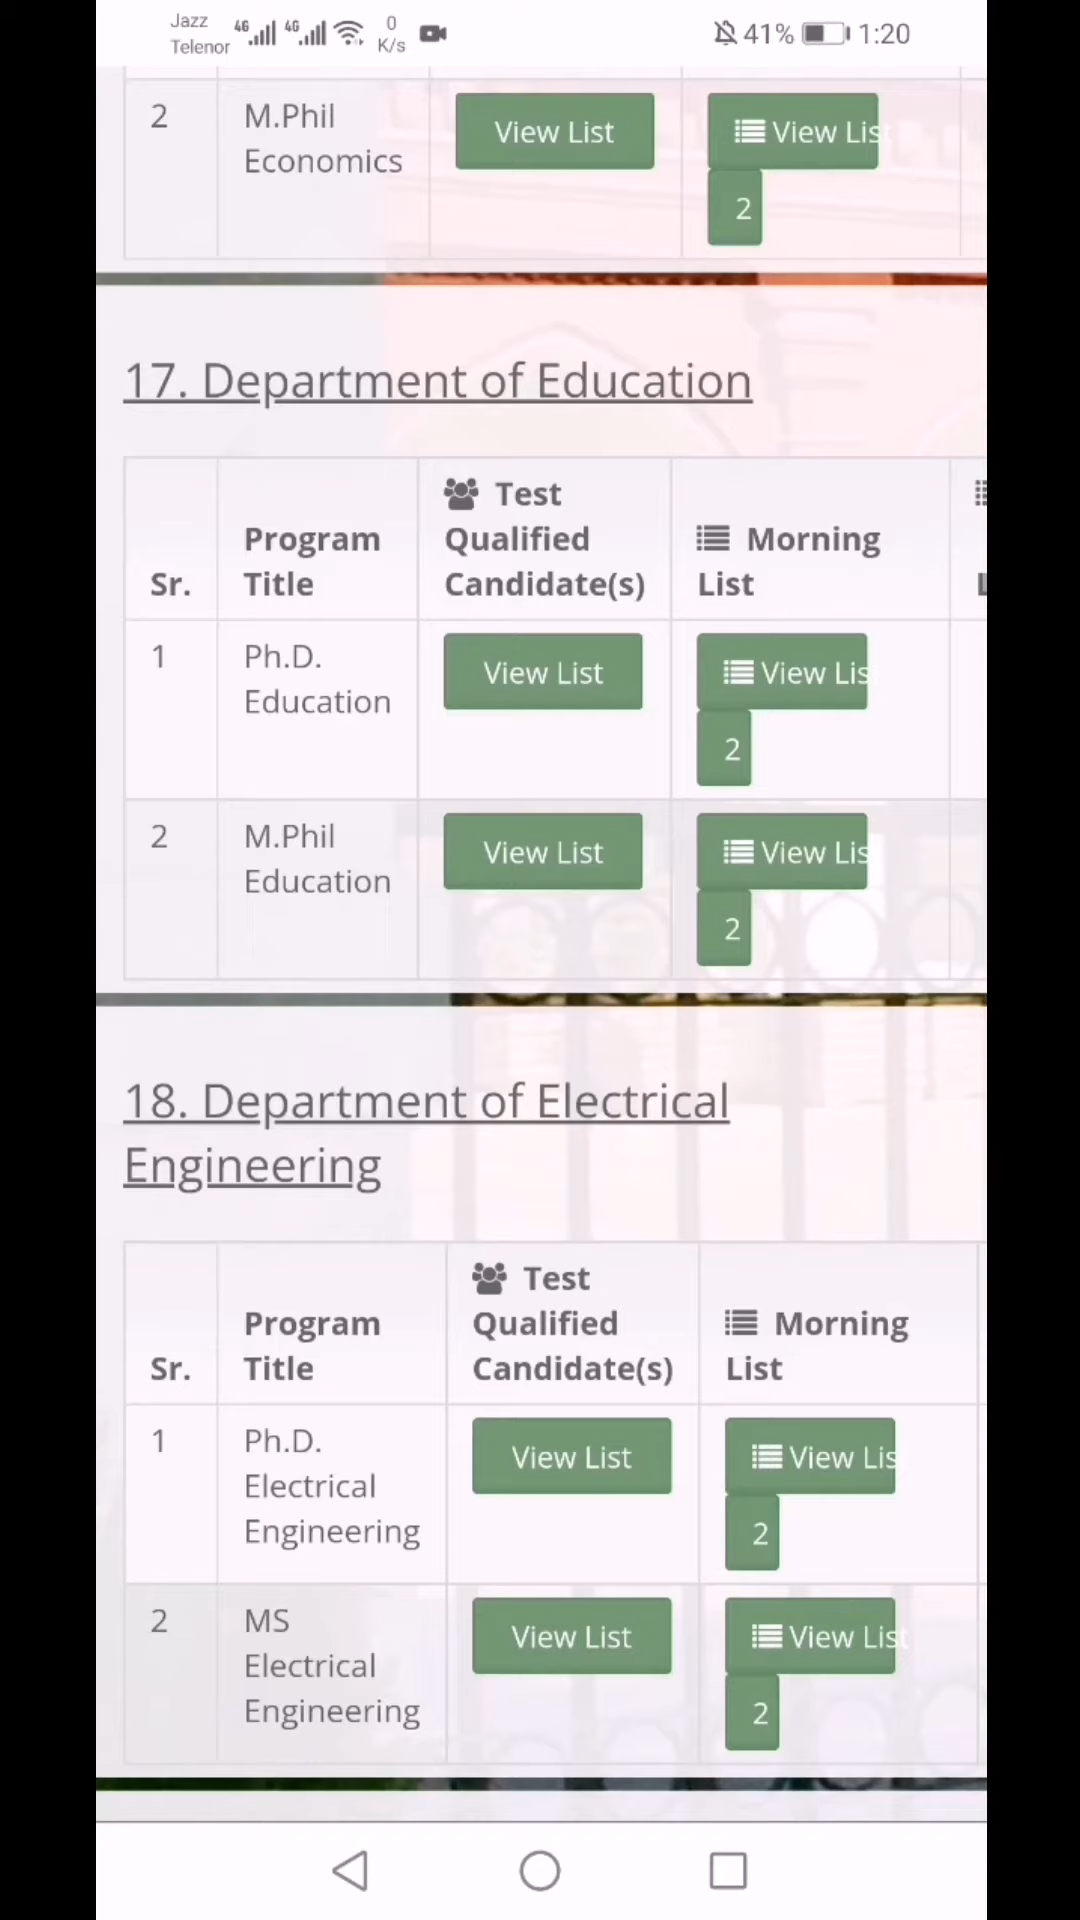 Jazz
Telenor
4G 4G 0 K/s 41% 1:20
2 M.Phil Economics View List View List 2
17. Department of Education
Sr. Program Title Test Qualified Candidate(s) Morning List
1 Ph.D. Education View List View Lis 2
2 M.Phil Education View List View Lis 2
18. Department of Electrical
Engineering
Sr. Program Title Test Qualified Candidate(s) Morning List
1 Ph.D. Electrical Engineering View List View Lis 2
2 MS Electrical Engineering View List View List 2